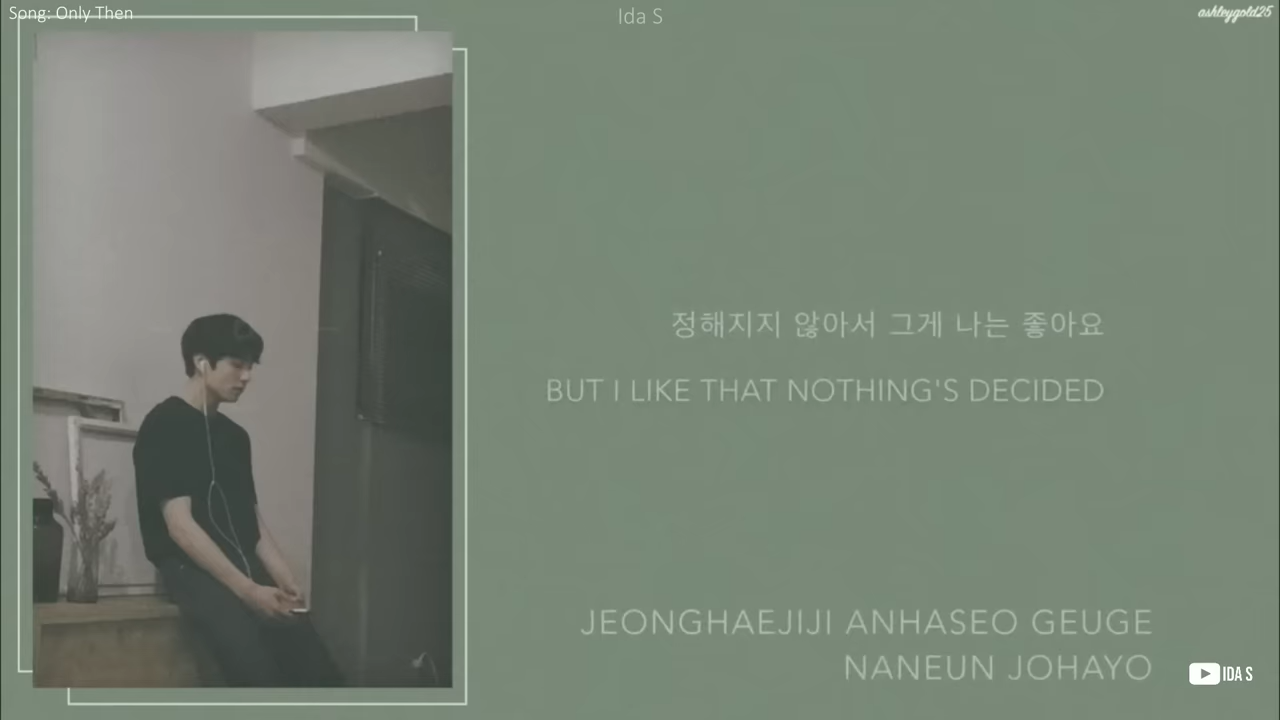 Song: Only Then
Ida S
ashleygold25
정해지지 않아서 그게 나는 좋아요
BUT I LIKE THAT NOTHING'S DECIDED
JEONGHAEJIJI ANHASEO GEUGE
NANEUN JOHAYO
IDA S